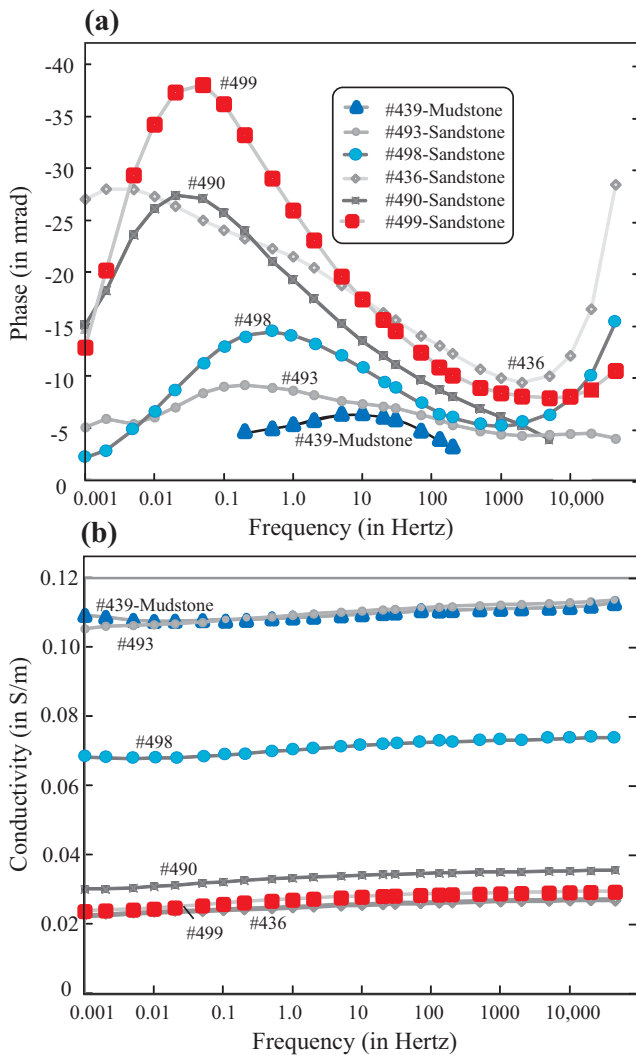 (a)
-40
-35
-30
-25
-20
-15
-10
-5
0
Phase (in mrad)
#499
#490
#498
#493
#436
#439-Mudstone
#439-Mudstone
#493-Sandstone
#498-Sandstone
#436-Sandstone
#490-Sandstone
#499-Sandstone
0.001 0.01 0.1 1.0 10 100 1000 10,000
Frequency (in Hertz)
(b)
0.12
0.10
0.08
0.06
0.04
0.02
0
Conductivity (in S/m)
#439-Mudstone
#493
#498
#490
#436
#499
0.001 0.01 0.1 1.0 10 100 1000 10,000
Frequency (in Hertz)